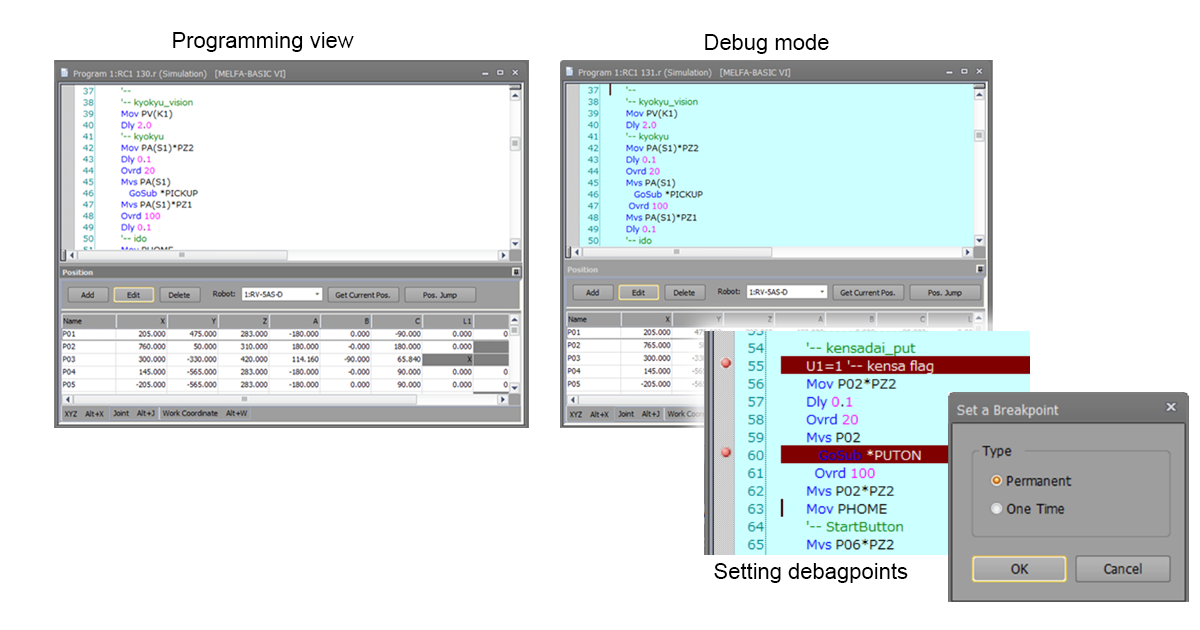 Programming view
Program 1:RC1 130.r (Simulation) [MELFA-BASIC VI]
37 '--
38 '-- kyokyu_vision
39 Mov PV(K1)
40 Dly 2.0
41 '-- kyokyu
42 Mov PA(S1)*PZ2
43 Dly 0.1
44 Ovrd 20
45 Mvs PA(S1)
46 GoSub *PICKUP
47 Mvs PA(S1)*PZ1
48 Ovrd 100
49 Dly 0.1
50 '-- ido
51 Mov PHOME
Position
Add Edit Delete Robot: 1:RV-5AS-D Get Current Pos. Pos. Jump
Name X Y Z A B C L1
P01 205.000 475.000 283.000 -180.000 0.000 -90.000 0.000 0
P02 760.000 50.000 310.000 180.000 -0.000 180.000 0.000
P03 300.000 -330.000 420.000 114.160 -90.000 65.840 X
P04 145.000 -565.000 283.000 -180.000 -0.000 90.000 0.000 0
P05 -205.000 -565.000 283.000 -180.000 0.000 90.000 0.000 0
XYZ Alt+X Joint Alt+J Work Coordinate Alt+W
Debug mode
Program 1:RC1 131.r (Simulation) [MELFA-BASIC VI]
37 '--
38 '-- kyokyu_vision
39 Mov PV(K1)
40 Dly 2.0
41 '-- kyokyu
42 Mov PA(S1)*PZ2
43 Dly 0.1
44 Ovrd 20
45 Mvs PA(S1)
46 GoSub *PICKUP
47 Ovrd 100
48 Mvs PA(S1)*PZ1
49 Dly 0.1
50 '-- ido
Position
Add Edit Delete Robot: 1:RV-5AS-D Get Current Pos. Pos. Jump
Name X Y Z A B C
P01 205.000
P02 765.000
P03 300.000
P04 145.000
P05 -205.000
XYZ Alt+X Joint Alt+J Work
54 '-- kensadai_put
55 U1=1 '-- kensa flag
56 Mov P02*PZ2
57 Dly 0.1
58 Ovrd 20
59 Mvs P02
60 GoSub *PUTON
61 Ovrd 100
62 Mvs P02*PZ2
63 Mov PHOME
64 '-- StartButton
65 Mvs P06*PZ2
Setting debagpoints
Set a Breakpoint
Type
Permanent
One Time
OK Cancel